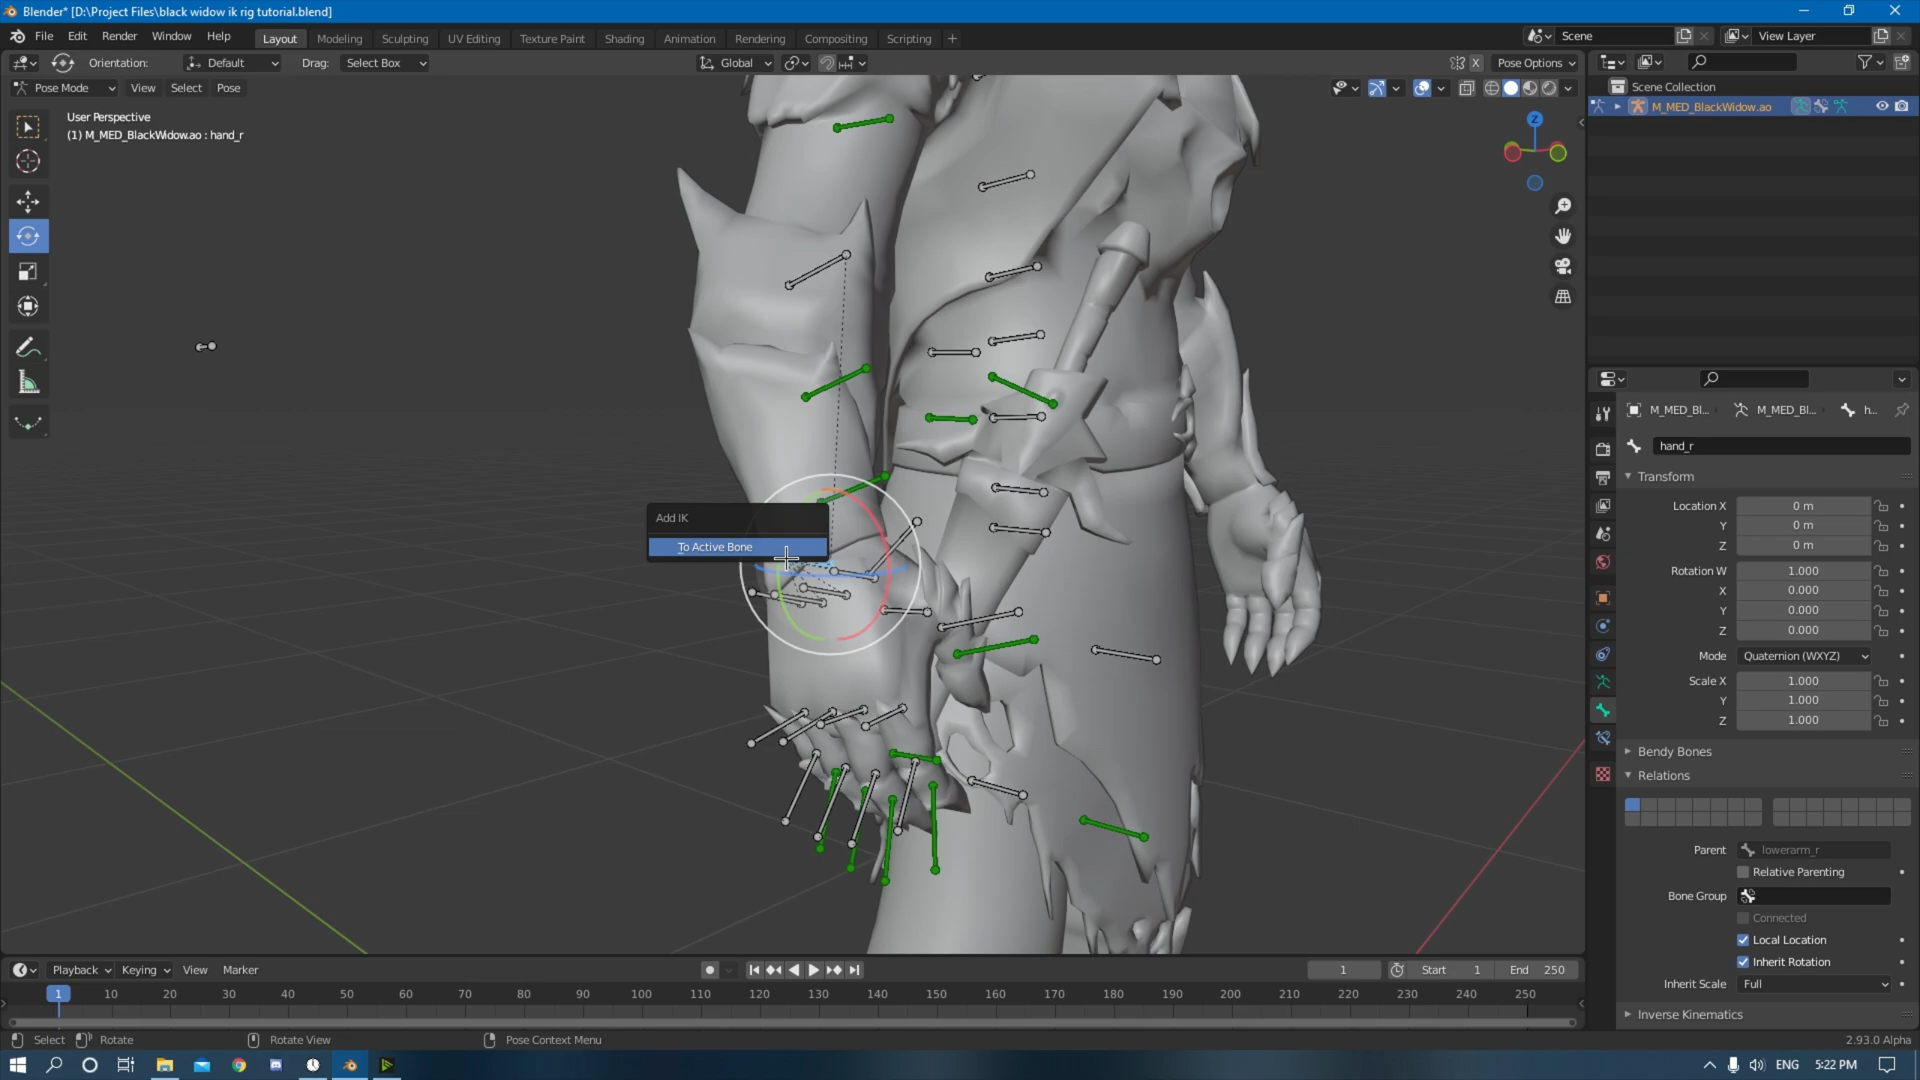 Blender* [D:\Project Files\black widow ik rig tutorial.blend]
File Edit Render Window Help Layout Modeling Sculpting UV Editing Texture Paint Shading Animation Rendering Compositing Scripting + Scene View Layer
Orientation: Default Drag: Select Box Global X Pose Options
Pose Mode View Select Pose
User Perspective
(1) M_MED_BlackWidow.ao : hand_r
Z
Add IK
To Active Bone
Scene Collection
M_MED_BlackWidow.ao
M_MED_Bl... M_MED_Bl... h...
hand_r
Transform
Location X 0 m
Y 0 m
Z 0 m
Rotation W 1.000
X 0.000
Y 0.000
Z 0.000
Mode Quaternion (WXYZ)
Scale X 1.000
Y 1.000
Z 1.000
Bendy Bones
Relations
Parent lowerarm_r
Relative Parenting
Bone Group
Connected
Local Location
Inherit Rotation
Inherit Scale Full
Inverse Kinematics
Playback Keying View Marker 1 Start 1 End 250
1 10 20 30 40 50 60 70 80 90 100 110 120 130 140 150 160 170 180 190 200 210 220 230 240 250
Select Rotate Rotate View Pose Context Menu 2.93.0 Alpha
ENG 5:22 PM